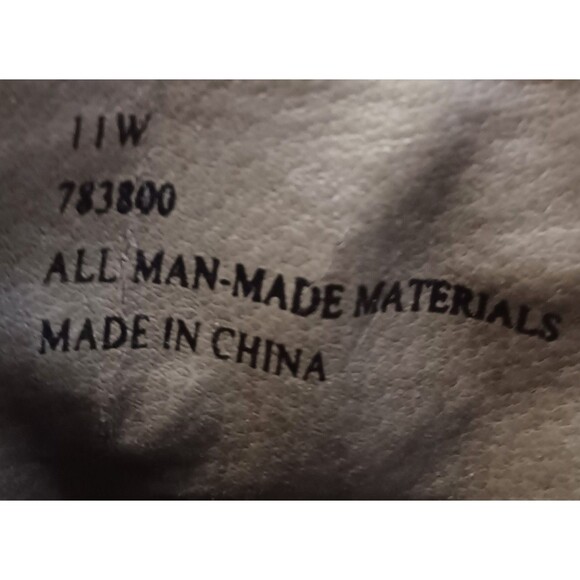 11W
783800
ALL MAN-MADE MATERIALS
MADE IN CHINA